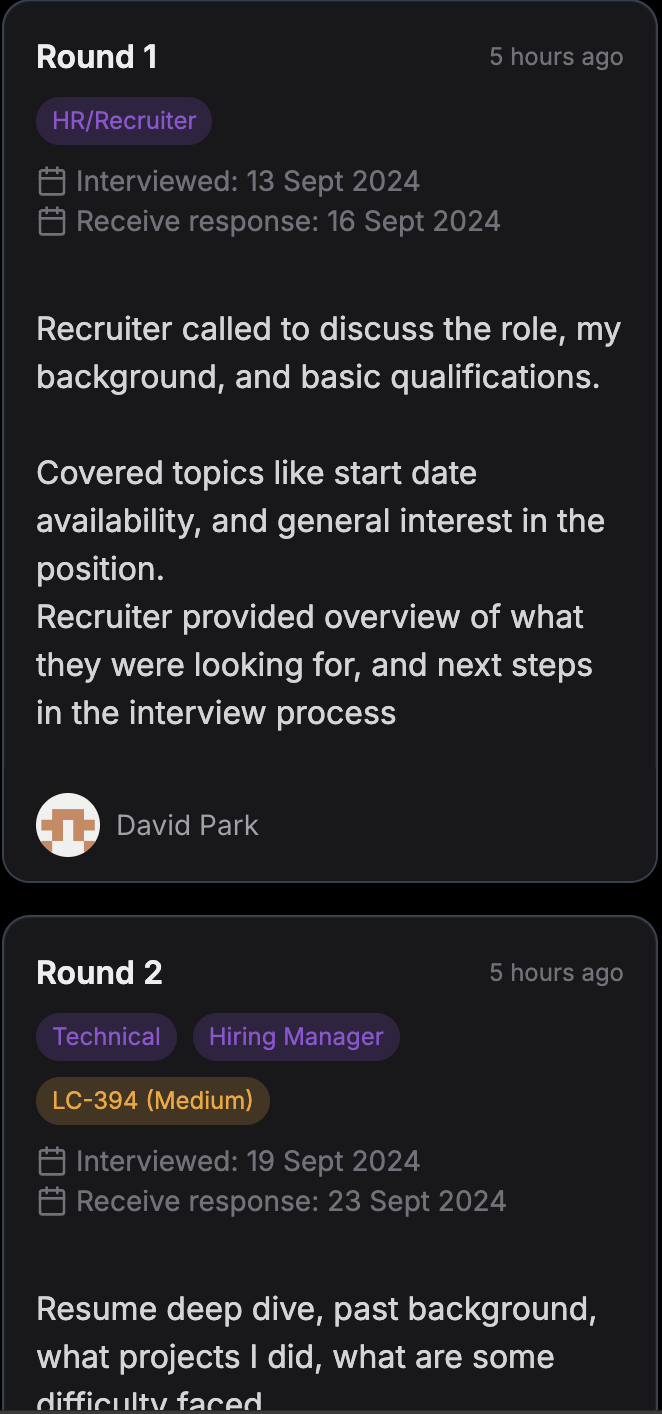 Round 1
5 hours ago
HR/Recruiter
Interviewed: 13 Sept 2024
Receive response: 16 Sept 2024
Recruiter called to discuss the role, my
background, and basic qualifications.
Covered topics like start date
availability, and general interest in the
position.
Recruiter provided overview of what
they were looking for, and next steps
in the interview process
David Park
Round 2
5 hours ago
Technical
Hiring Manager
LC-394 (Medium)
Interviewed: 19 Sept 2024
Receive response: 23 Sept 2024
Resume deep dive, past background,
what projects I did, what are some
difficulty faced